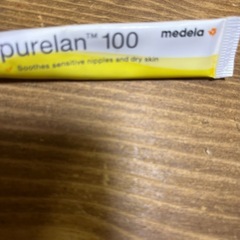 purelan™ 100 medela
Soothes sensitive nipples and dry skin